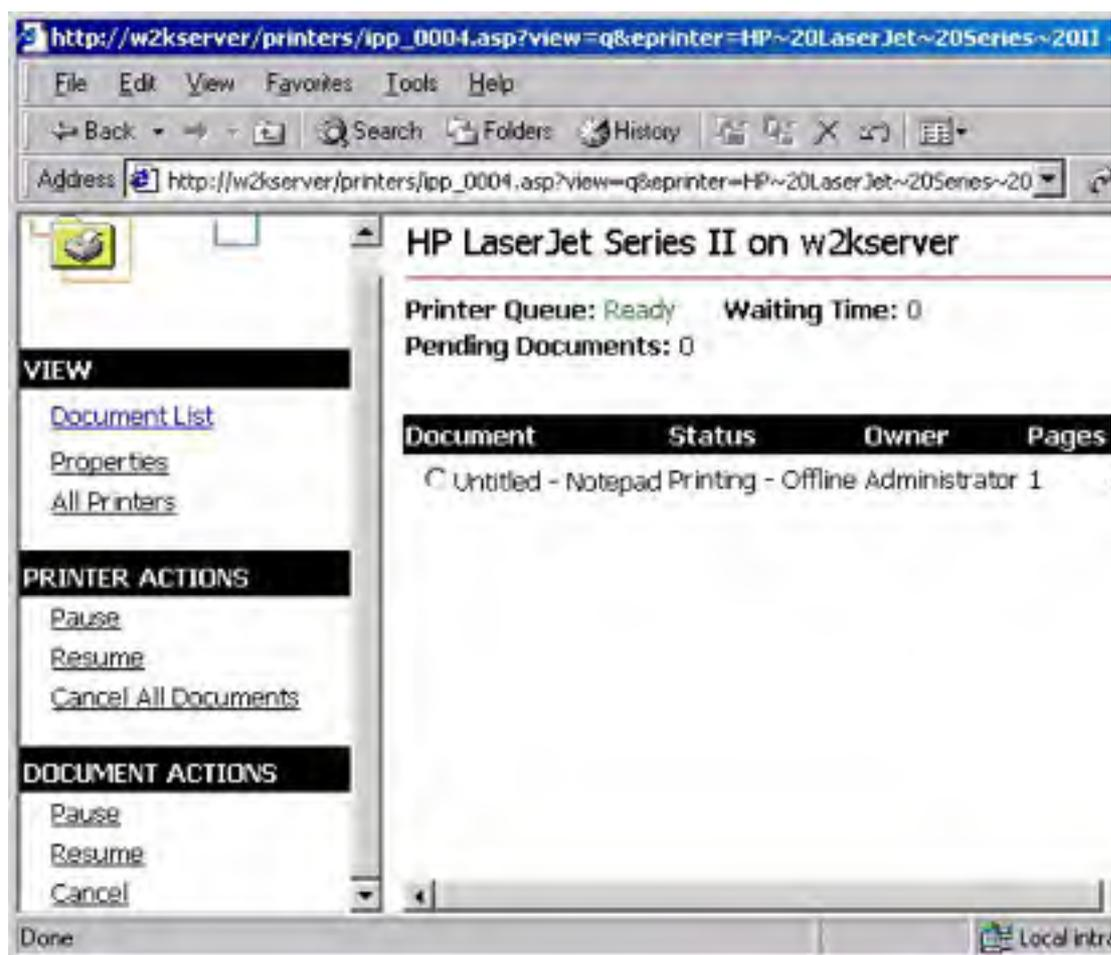 http://w2kserver/printers/ipp_0004.asp?view=q&eprinter=HP~20LaserJet~20Series~20II -
File Edit View Favorites Tools Help
Back Search Folders History
Address http://w2kserver/printers/ipp_0004.asp?view=q&eprinter=HP~20LaserJet~20Series~20
HP LaserJet Series II on w2kserver
Printer Queue: Ready Waiting Time: 0
Pending Documents: 0
VIEW
Document List
Properties
All Printers
PRINTER ACTIONS
Pause
Resume
Cancel All Documents
DOCUMENT ACTIONS
Pause
Resume
Cancel
Document Status Owner Pages
Untitled - Notepad Printing - Offline Administrator 1
Done Local intra